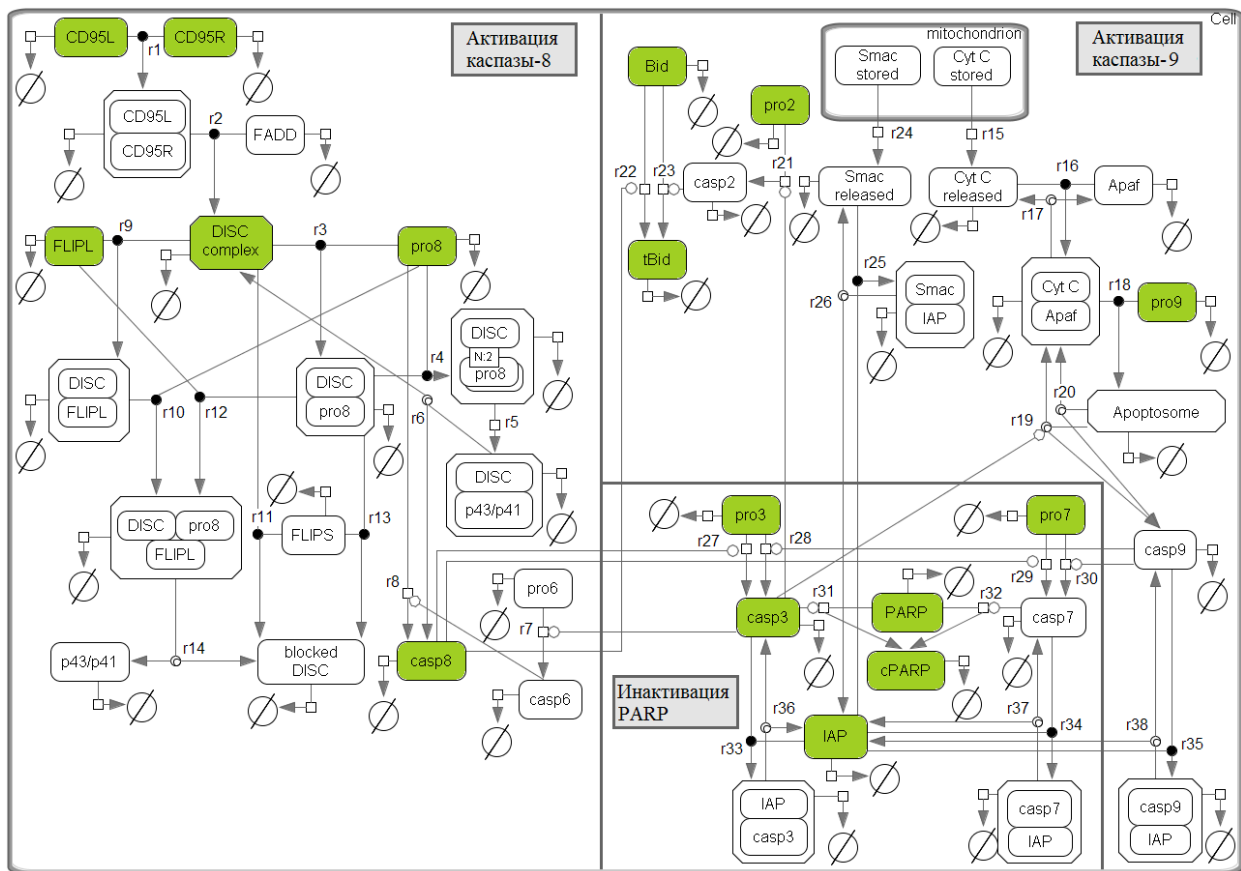 Cell
CD95L
r1
CD95R
Активация
каспазы-8
mitochondrion
Smac
stored
Cyt C
stored
Активация
каспазы-9
Bid
pro2
CD95L
CD95R
r2
FADD
r24
r15
r22
r23
casp2
r21
Smac
released
Cyt C
released
r16
Apaf
r17
FLIPL
r9
DISC
complex
r3
pro8
tBid
r25
r26
Smac
IAP
Cyt C
Apaf
r18
pro9
DISC
N:2
pro8
r4
DISC
FLIPL
r10
r12
DISC
pro8
r6
r5
r20
r19
Apoptosome
DISC
p43/p41
DISC
pro8
FLIPL
r11
FLIPS
r13
pro3
pro7
r27
r28
r29
r30
casp9
r8
pro6
r7
casp3
r31
PARP
r32
casp7
p43/p41
r14
blocked
DISC
casp8
casp6
cPARP
Инактивация
PARP
r36
IAP
r37
r33
r34
r38
r35
IAP
casp3
casp7
IAP
casp9
IAP